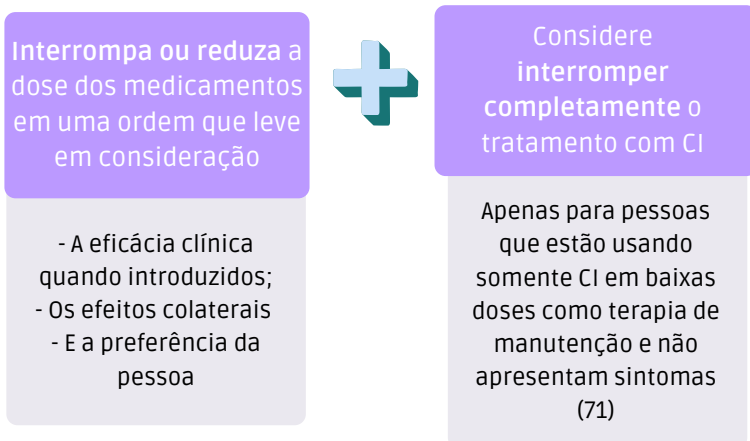 Interrompa ou reduza a
dose dos medicamentos
em uma ordem que leve
em consideração
- A eficácia clínica
quando introduzidos;
- Os efeitos colaterais
- E a preferência da
pessoa
Considere
interromper
completamente o
tratamento com CI
Apenas para pessoas
que estão usando
somente CI em baixas
doses como terapia de
manutenção e não
apresentam sintomas
(71)